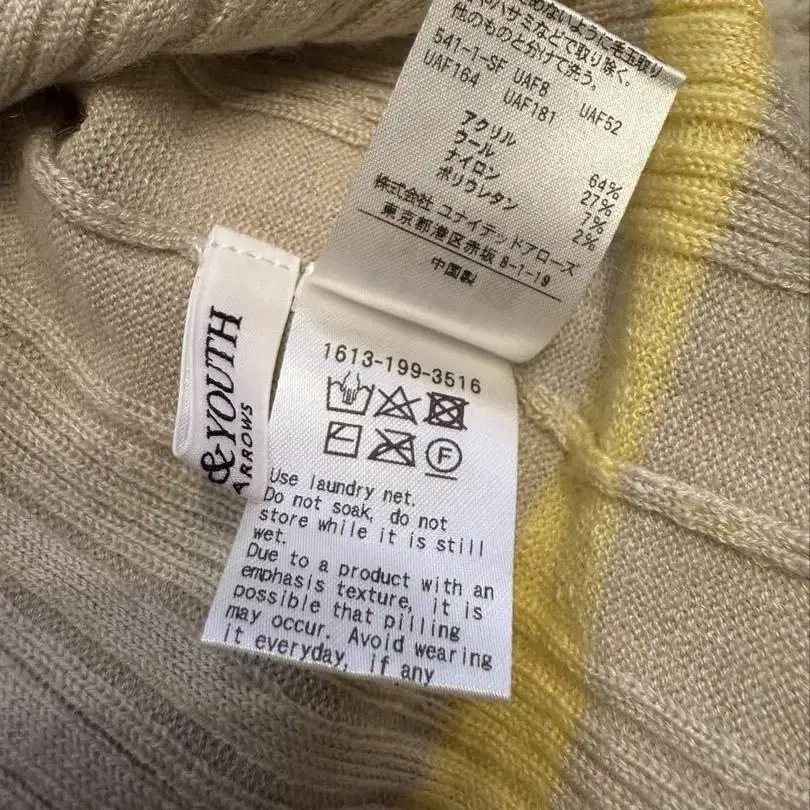 他のものと分けて洗う。
541-1-SF UAF8 UAF52
UAF164 UAF181
アクリル 64%
ウール 27%
ナイロン 7%
ポリウレタン 2%
株式会社 ユナイテッドアローズ
東京都港区赤坂 8-1-19
中国製
&YOUTH
ARROWS
1613-199-3516
F
Use laundry net.
Do not soak, do not
store while it is still
wet.
Due to a product with an
emphasis texture, it is
possible that pilling
may occur. Avoid wearing
it everyday, if any